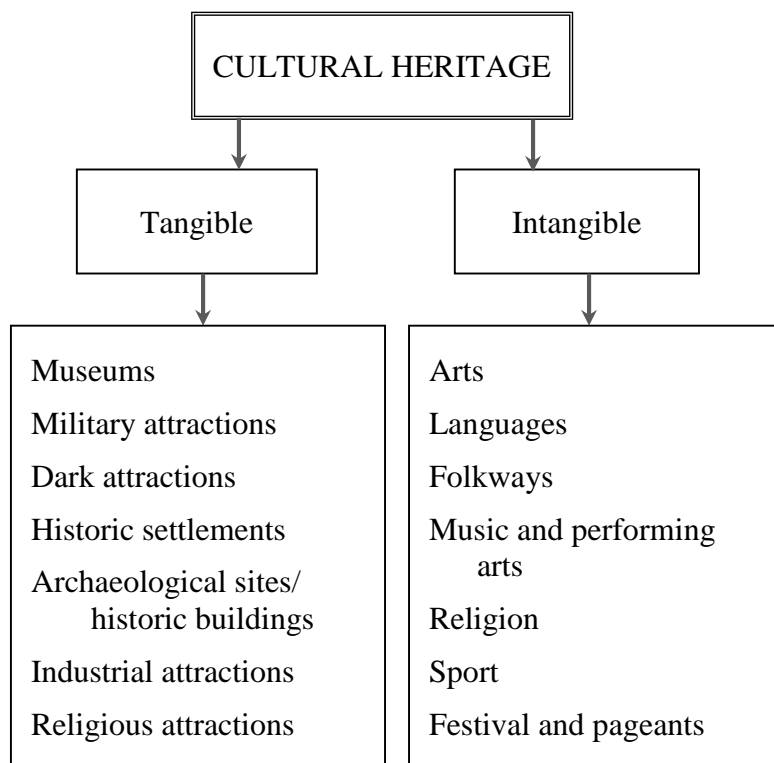 CULTURAL HERITAGE
Tangible
Intangible
Museums
Military attractions
Dark attractions
Historic settlements
Archaeological sites/
historic buildings
Industrial attractions
Religious attractions
Arts
Languages
Folkways
Music and performing
arts
Religion
Sport
Festival and pageants